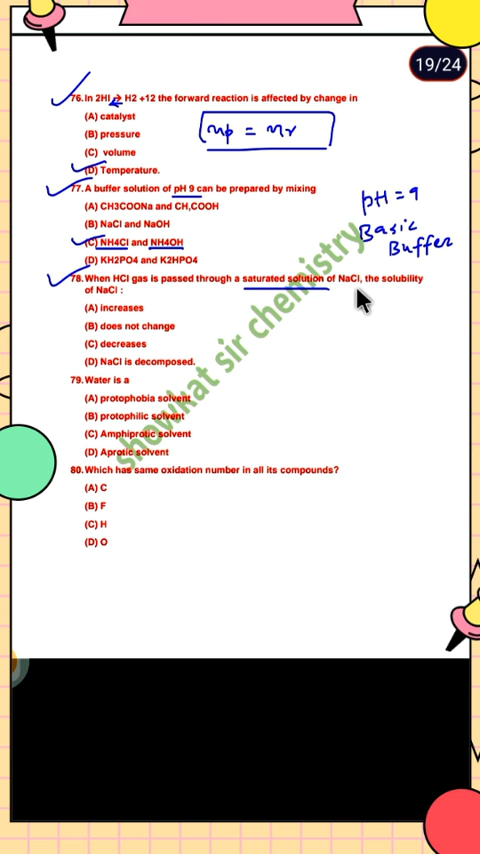 19/24
76. In 2HI ⇄ H2 +12 the forward reaction is affected by change in
(A) catalyst
(B) pressure
np = nr
(C) volume
(D) Temperature.
77. A buffer solution of pH 9 can be prepared by mixing
(A) CH3COONa and CH,COOH
pH = 9
(B) NaCl and NaOH
Basic
(C) NH4Cl and NH4OH
Buffer
(D) KH2PO4 and K2HPO4
78. When HCl gas is passed through a saturated solution of NaCl, the solubility
of NaCl :
(A) increases
(B) does not change
(C) decreases
(D) NaCl is decomposed.
79. Water is a
(A) protophobia solvent
(B) protophilic solvent
(C) Amphiprotic solvent
(D) Aprotic solvent
80. Which has same oxidation number in all its compounds?
(A) C
(B) F
(C) H
(D) O
showkat sir chemistry